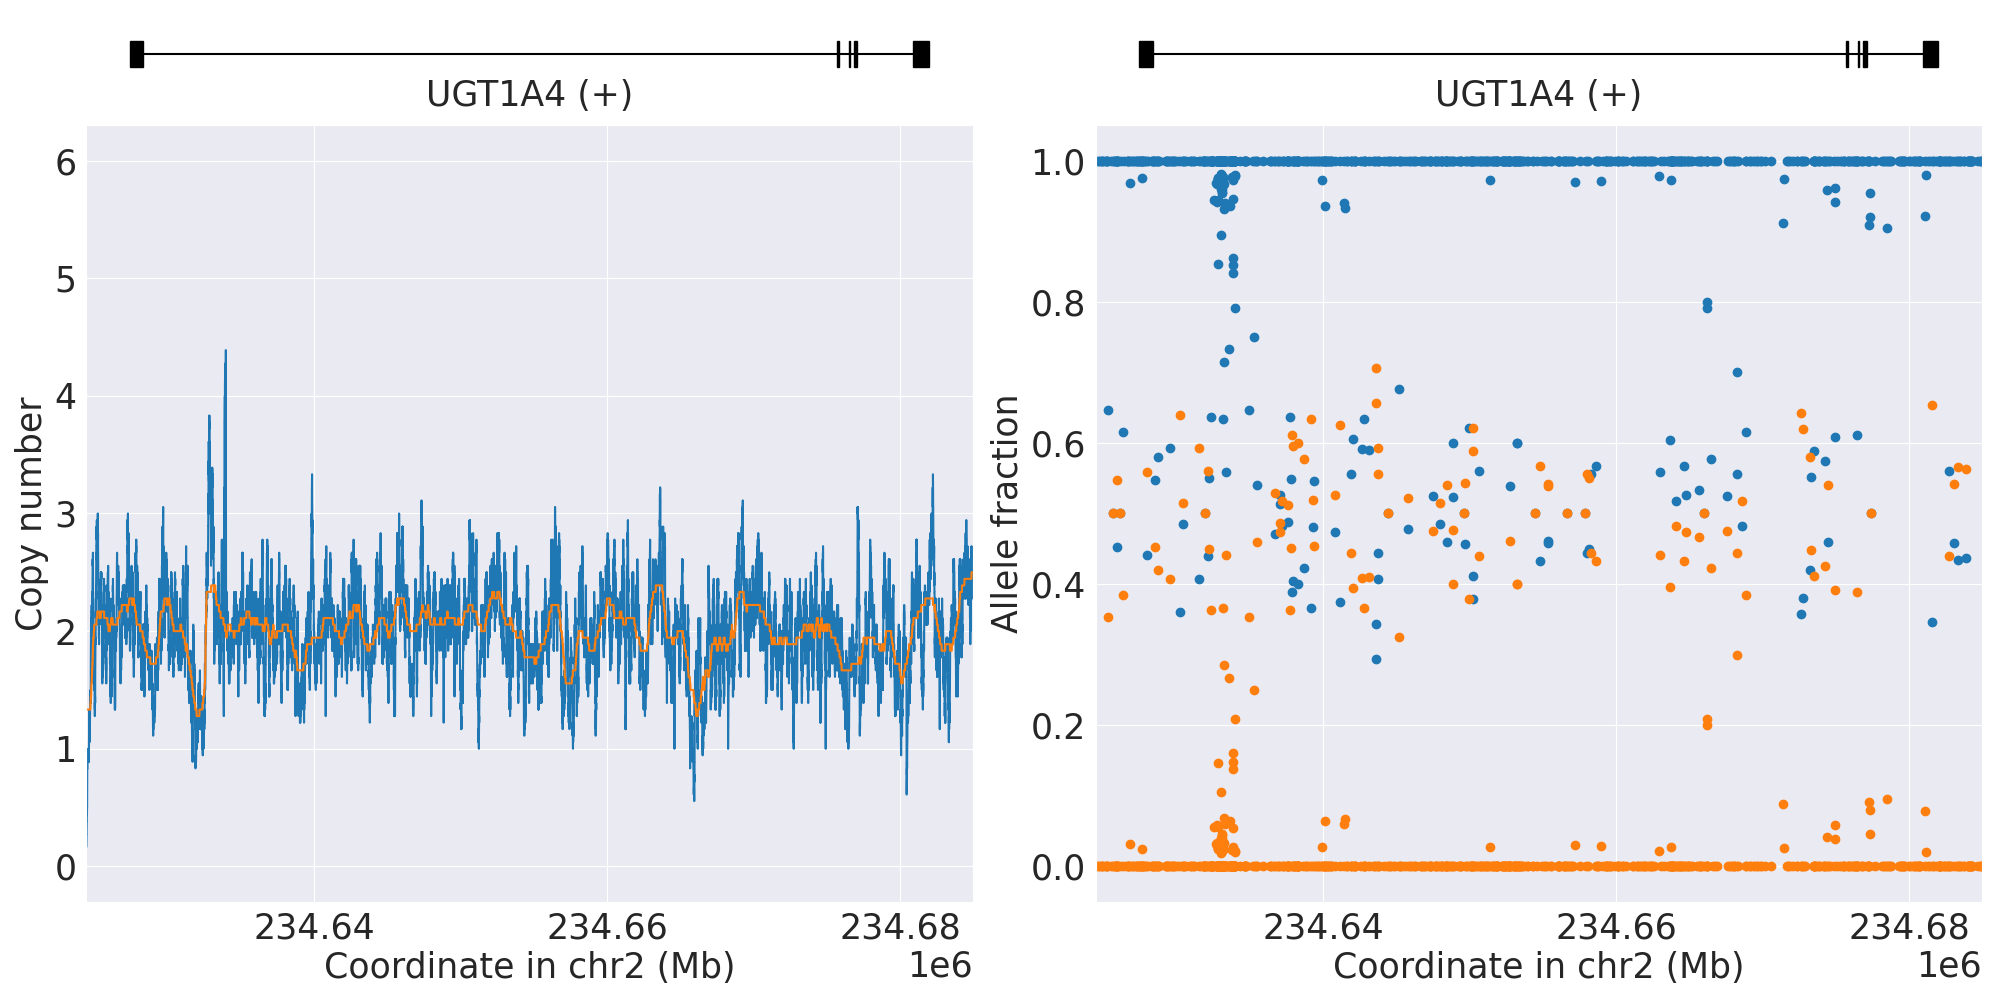 UGT1A4 (+)
Copy number
6
5
4
3
2
1
0
234.64
234.66
234.68
1e6
Coordinate in chr2 (Mb)
UGT1A4 (+)
Allele fraction
1.0
0.8
0.6
0.4
0.2
0.0
234.64
234.66
234.68
1e6
Coordinate in chr2 (Mb)